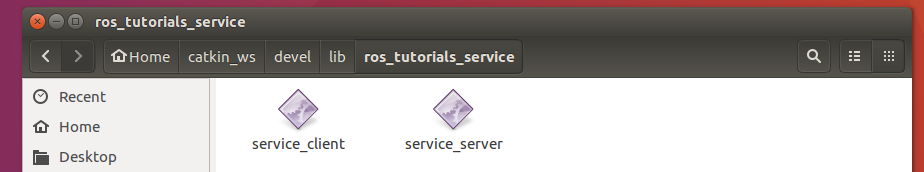 ros_tutorials_service
Home catkin_ws devel lib ros_tutorials_service
Recent
Home
Desktop
service_client service_server